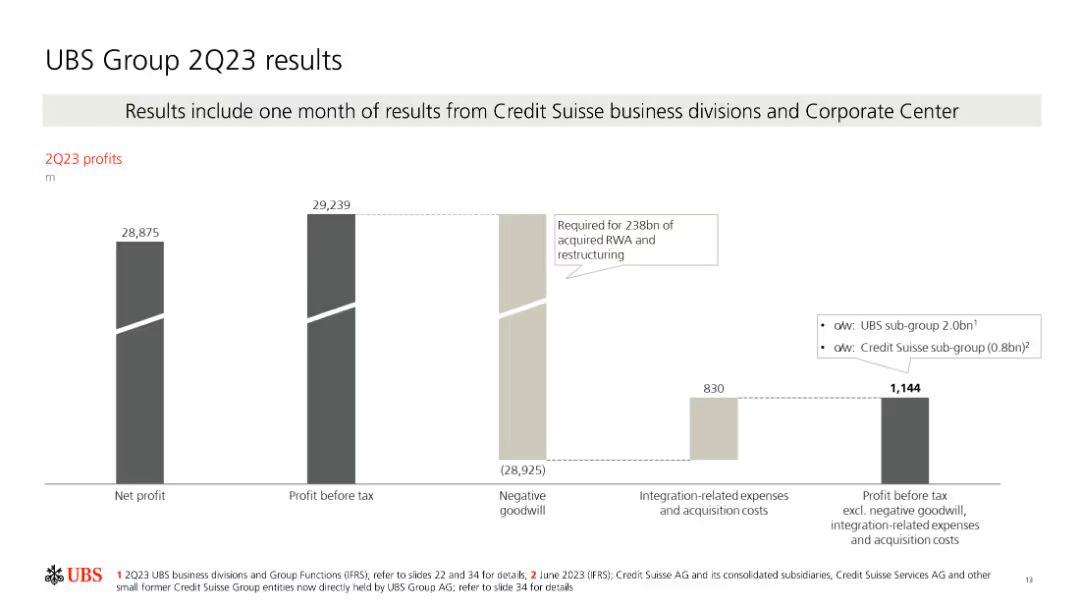 UBS Group 2Q23 results
Results include one month of results from Credit Suisse business divisions and Corporate Center
2Q23 profits
m
28,875
29,239
Required for 238bn of
acquired RWA and
restructuring
(28,925)
830
• o/w: UBS sub-group 2.0bn¹
• o/w: Credit Suisse sub-group (0.8bn)²
1,144
Net profit
Profit before tax
Negative
goodwill
Integration-related expenses
and acquisition costs
Profit before tax
excl. negative goodwill,
integration-related expenses
and acquisition costs
UBS
1 2Q23 UBS business divisions and Group Functions (IFRS); refer to slides 22 and 34 for details; 2 June 2023 (IFRS); Credit Suisse AG and its consolidated subsidiaries, Credit Suisse Services AG and other
small former Credit Suisse Group entities now directly held by UBS Group AG; refer to slide 34 for details
13